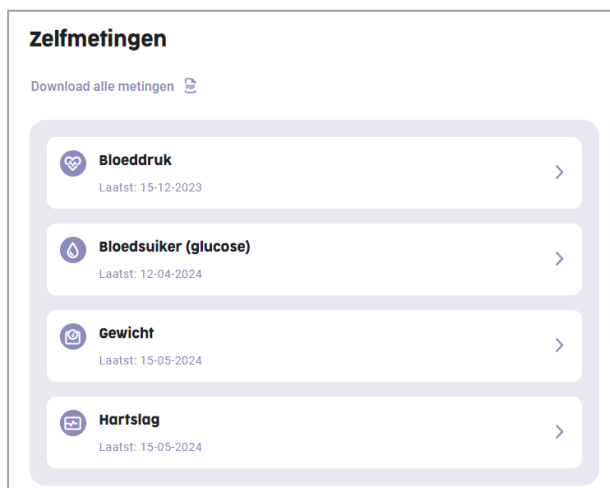 Zelfmetingen
Download alle metingen PDF
Bloeddruk
Laatst: 15-12-2023
Bloedsuiker (glucose)
Laatst: 12-04-2024
Gewicht
Laatst: 15-05-2024
Hartslag
Laatst: 15-05-2024